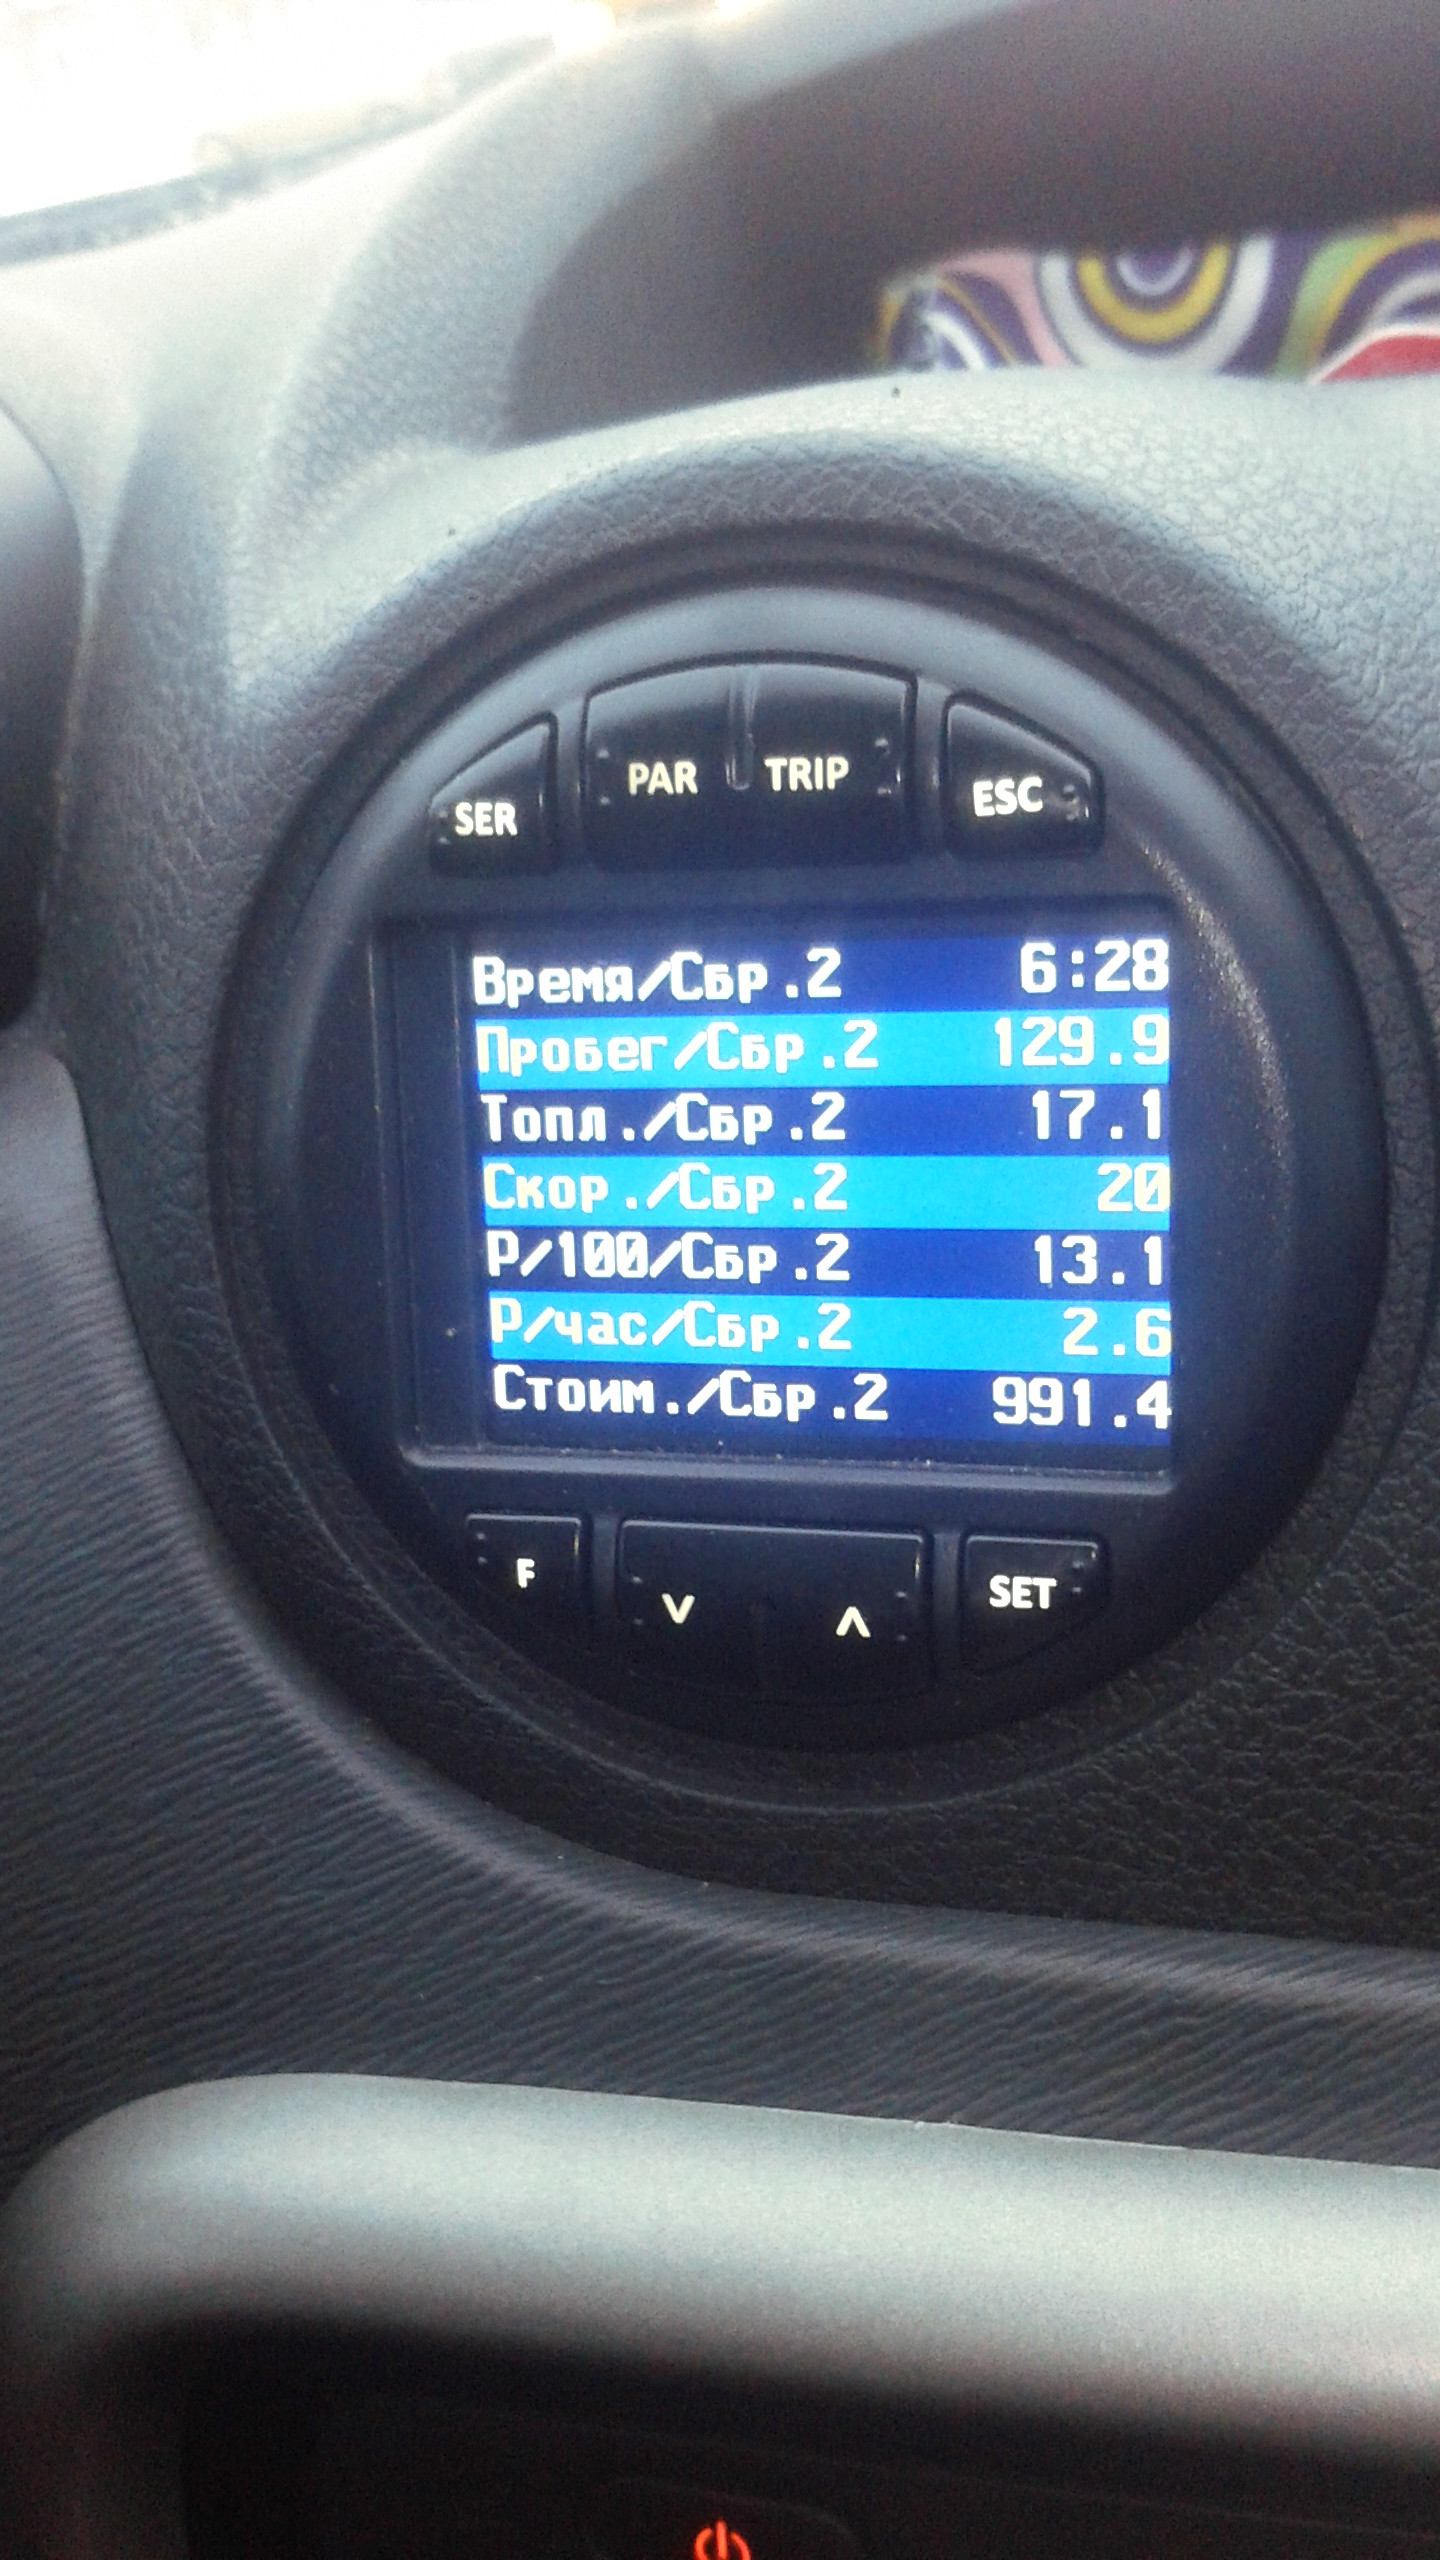 SER PAR TRIP ESC
Время/Сбр.2 6:28
Пробег/Сбр.2 129.9
Топл./Сбр.2 17.1
Скор./Сбр.2 20
Р/100/Сбр.2 13.1
Р/час/Сбр.2 2.6
Стоим./Сбр.2 991.4
F ∨ ∧ SET